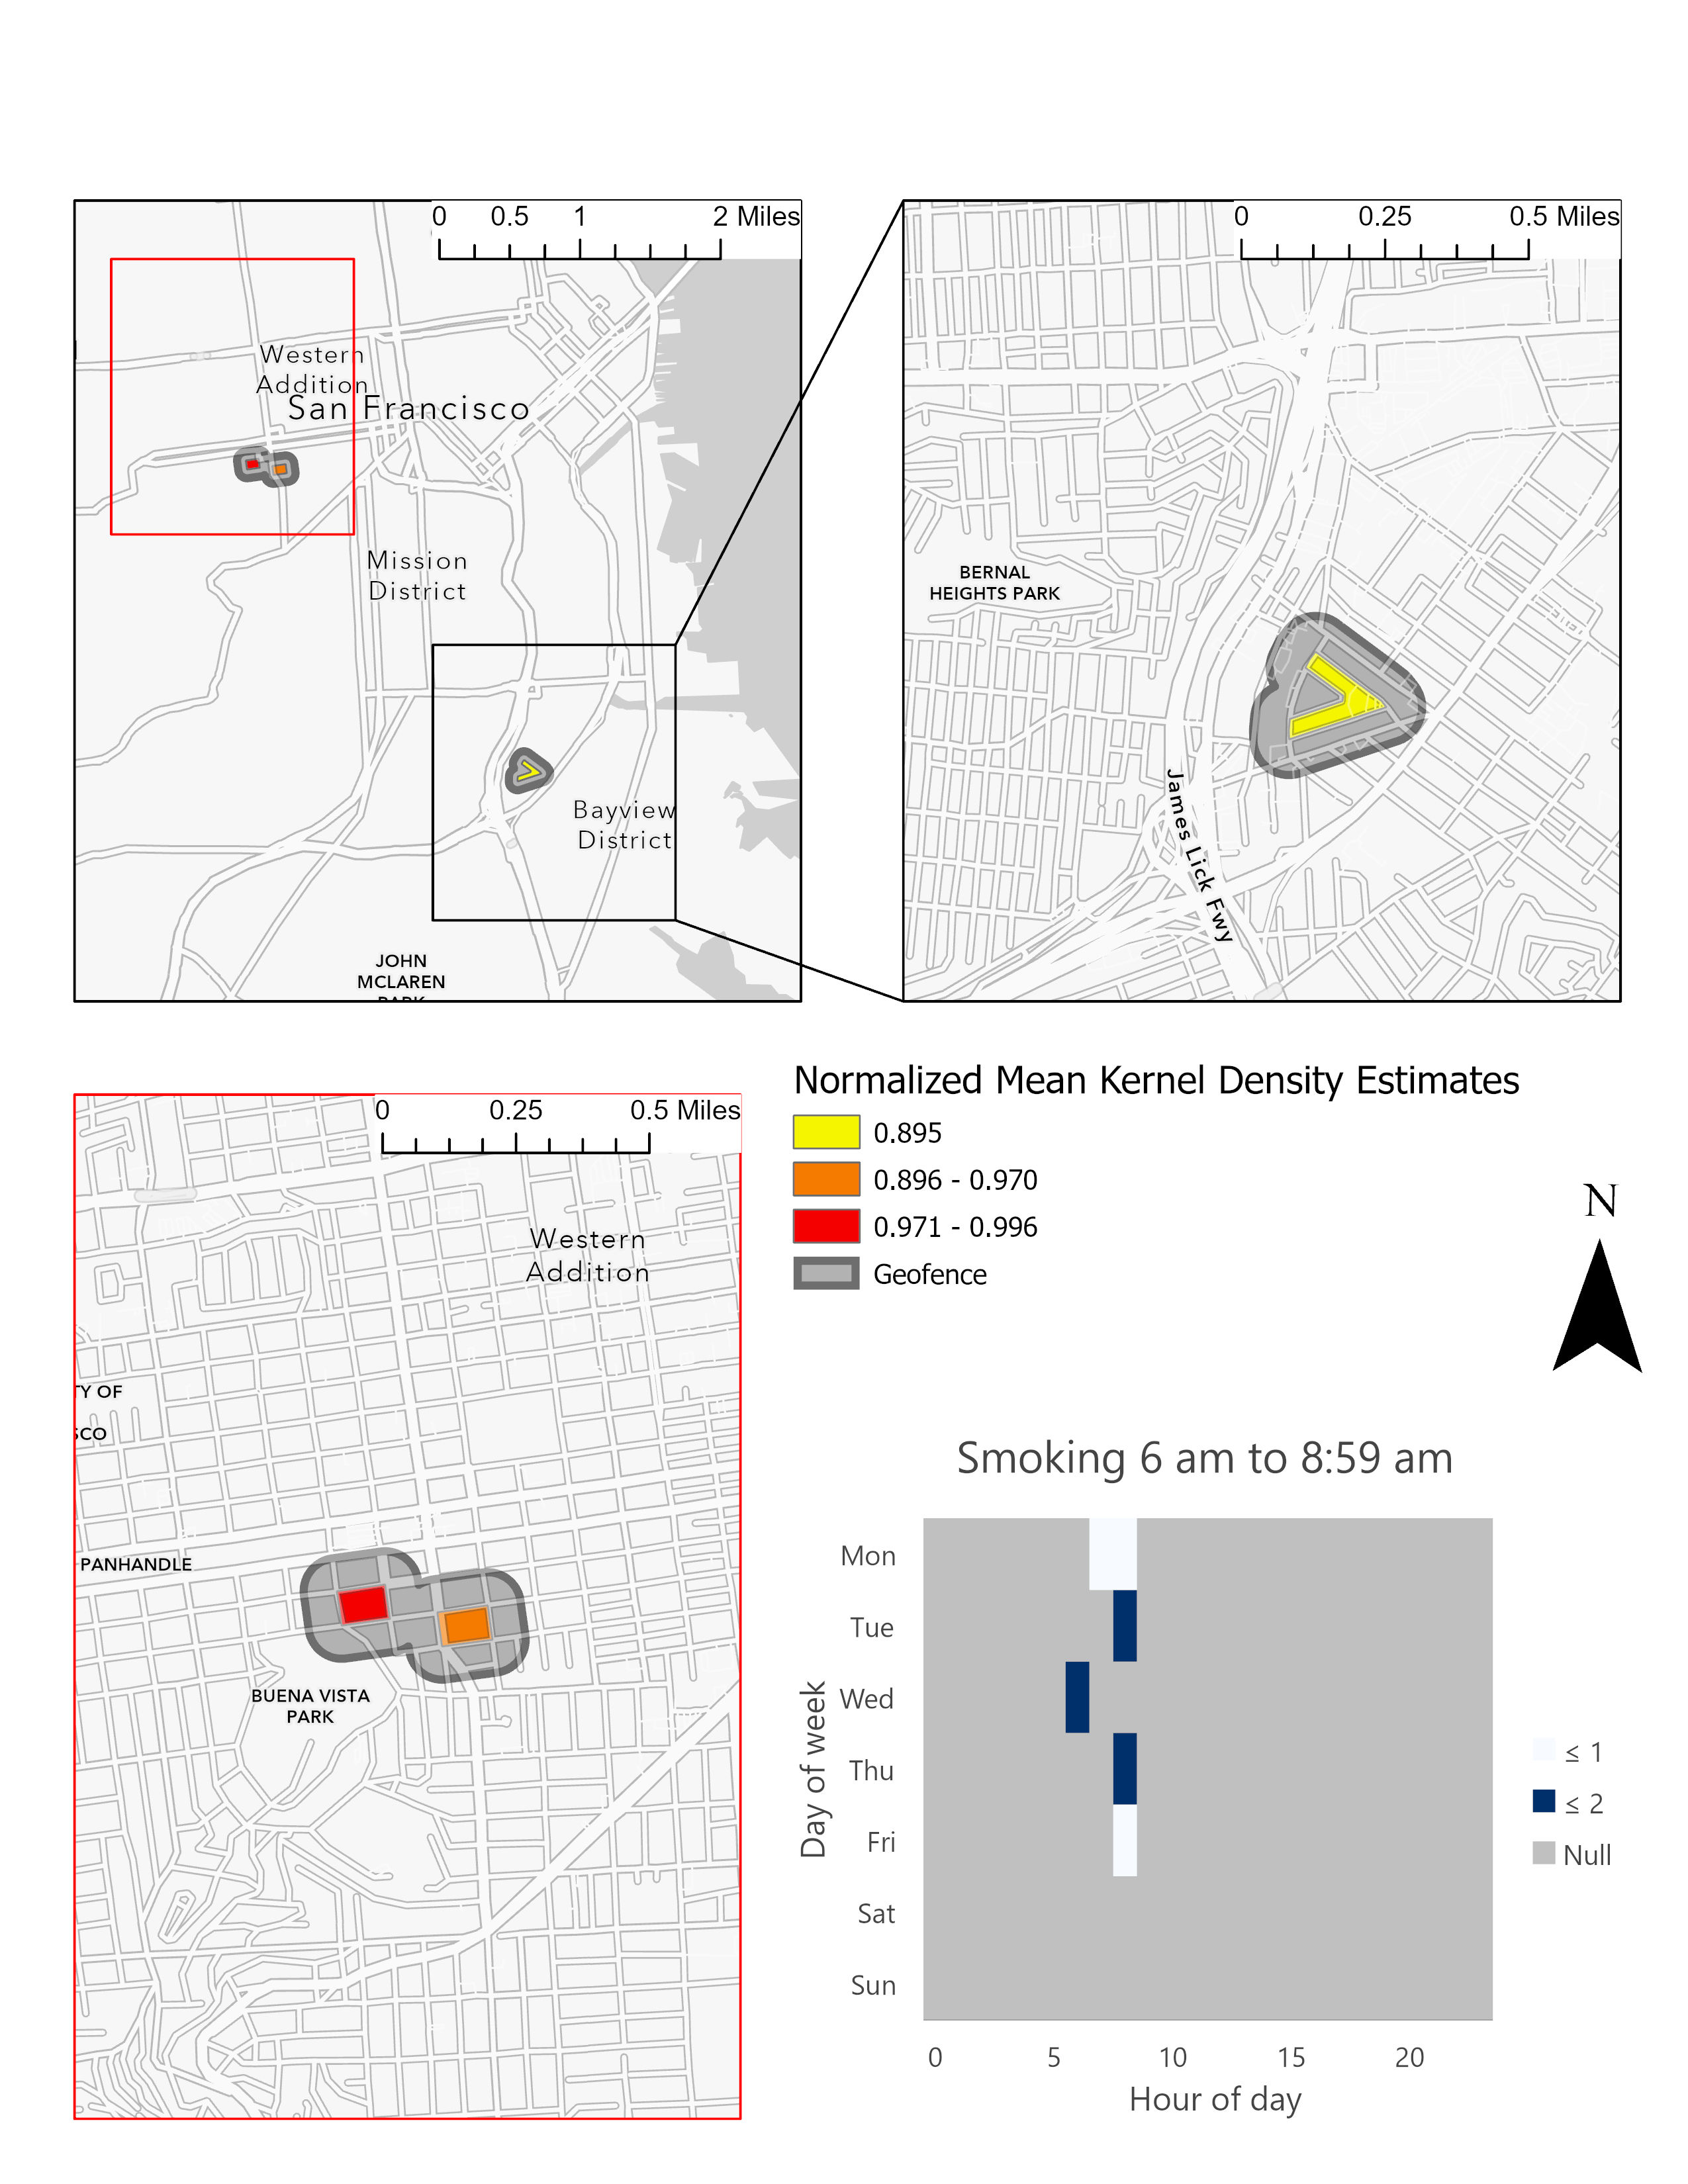 0 0.5 1 2 Miles
Western
Addition
San Francisco
Mission
District
Bayview
District
JOHN
MCLAREN
0 0.25 0.5 Miles
BERNAL
HEIGHTS PARK
James Lick Fwy
0 0.25 0.5 Miles
Western
Addition
TY OF
SCO
PANHANDLE
BUENA VISTA
PARK
Normalized Mean Kernel Density Estimates
0.895
0.896 - 0.970
0.971 - 0.996
Geofence
N
Smoking 6 am to 8:59 am
Day of week
Mon
Tue
Wed
Thu
Fri
Sat
Sun
0 5 10 15 20
Hour of day
≤ 1
≤ 2
Null